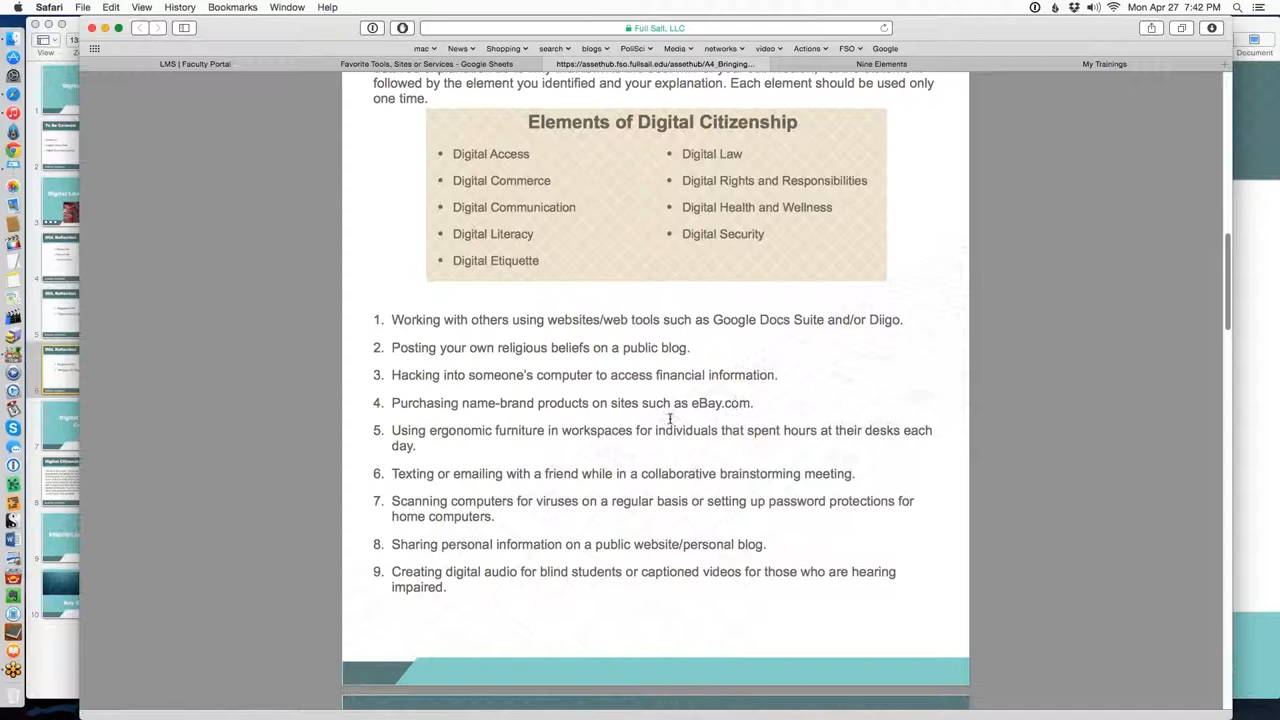 Safari File Edit View History Bookmarks Window Help Mon Apr 27 7:42 PM
Full Sail, LLC
mac News Shopping search blogs PoliSci Media networks video Actions FSO Google
LMS | Faculty Portal Favorite Tools, Sites or Services - Google Sheets https://assethub.fso.fullsail.edu/assethub/A4_Bringing... Nine Elements My Trainings
View
Document
followed by the element you identified and your explanation. Each element should be used only
one time.
Elements of Digital Citizenship
• Digital Access
• Digital Commerce
• Digital Communication
• Digital Literacy
• Digital Etiquette
• Digital Law
• Digital Rights and Responsibilities
• Digital Health and Wellness
• Digital Security
1. Working with others using websites/web tools such as Google Docs Suite and/or Diigo.
2. Posting your own religious beliefs on a public blog.
3. Hacking into someone's computer to access financial information.
4. Purchasing name-brand products on sites such as eBay.com.
5. Using ergonomic furniture in workspaces for individuals that spent hours at their desks each
day.
6. Texting or emailing with a friend while in a collaborative brainstorming meeting.
7. Scanning computers for viruses on a regular basis or setting up password protections for
home computers.
8. Sharing personal information on a public website/personal blog.
9. Creating digital audio for blind students or captioned videos for those who are hearing
impaired.